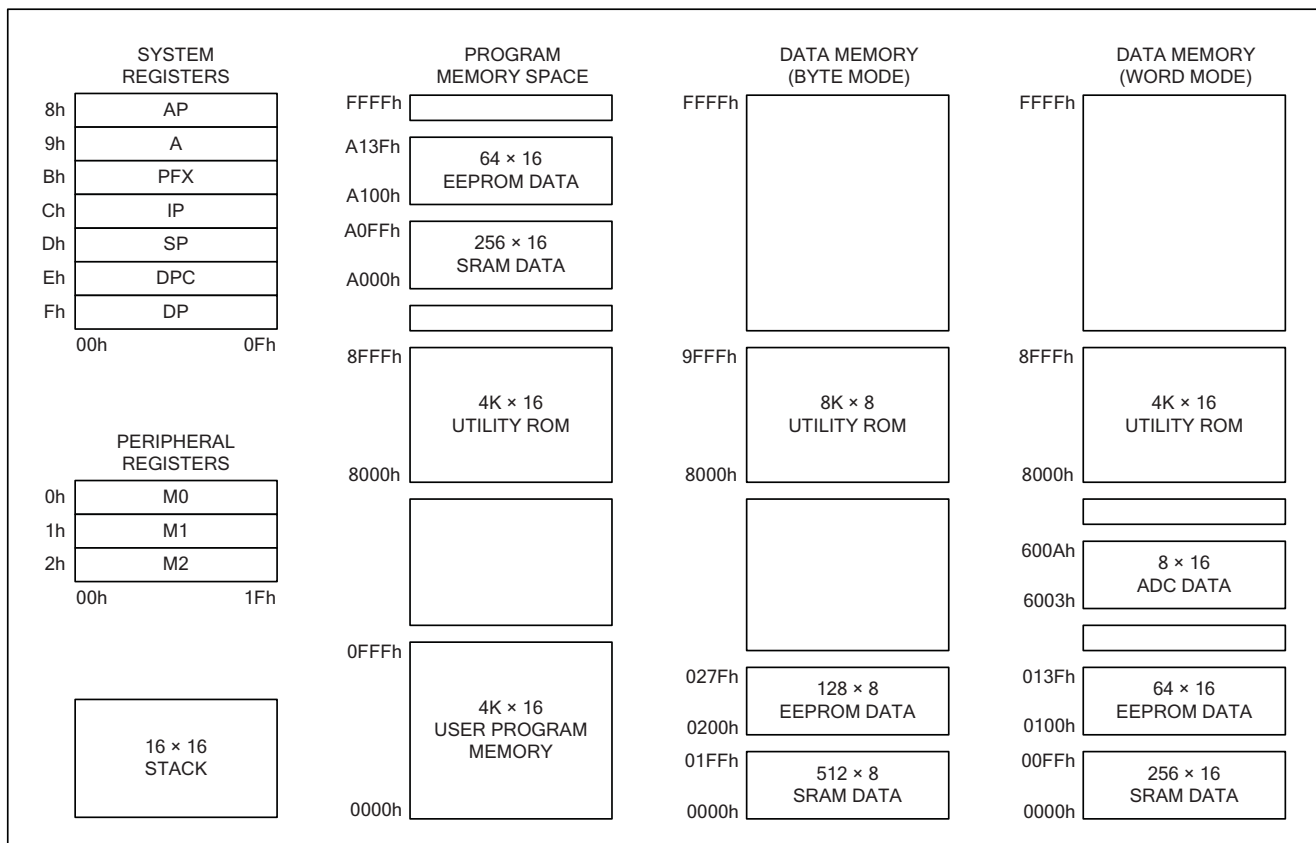 SYSTEM
REGISTERS
8h
AP
9h
A
Bh
PFX
Ch
IP
Dh
SP
Eh
DPC
Fh
DP
00h
0Fh
PERIPHERAL
REGISTERS
0h
M0
1h
M1
2h
M2
00h
1Fh
16 × 16
STACK
PROGRAM
MEMORY SPACE
FFFFh
A13Fh
64 × 16
EEPROM DATA
A100h
A0FFh
256 × 16
SRAM DATA
A000h
8FFFh
4K × 16
UTILITY ROM
8000h
0FFFh
4K × 16
USER PROGRAM
MEMORY
0000h
DATA MEMORY
(BYTE MODE)
FFFFh
9FFFh
8K × 8
UTILITY ROM
8000h
027Fh
128 × 8
EEPROM DATA
0200h
01FFh
512 × 8
SRAM DATA
0000h
DATA MEMORY
(WORD MODE)
FFFFh
8FFFh
4K × 16
UTILITY ROM
8000h
600Ah
8 × 16
ADC DATA
6003h
013Fh
64 × 16
EEPROM DATA
0100h
00FFh
256 × 16
SRAM DATA
0000h